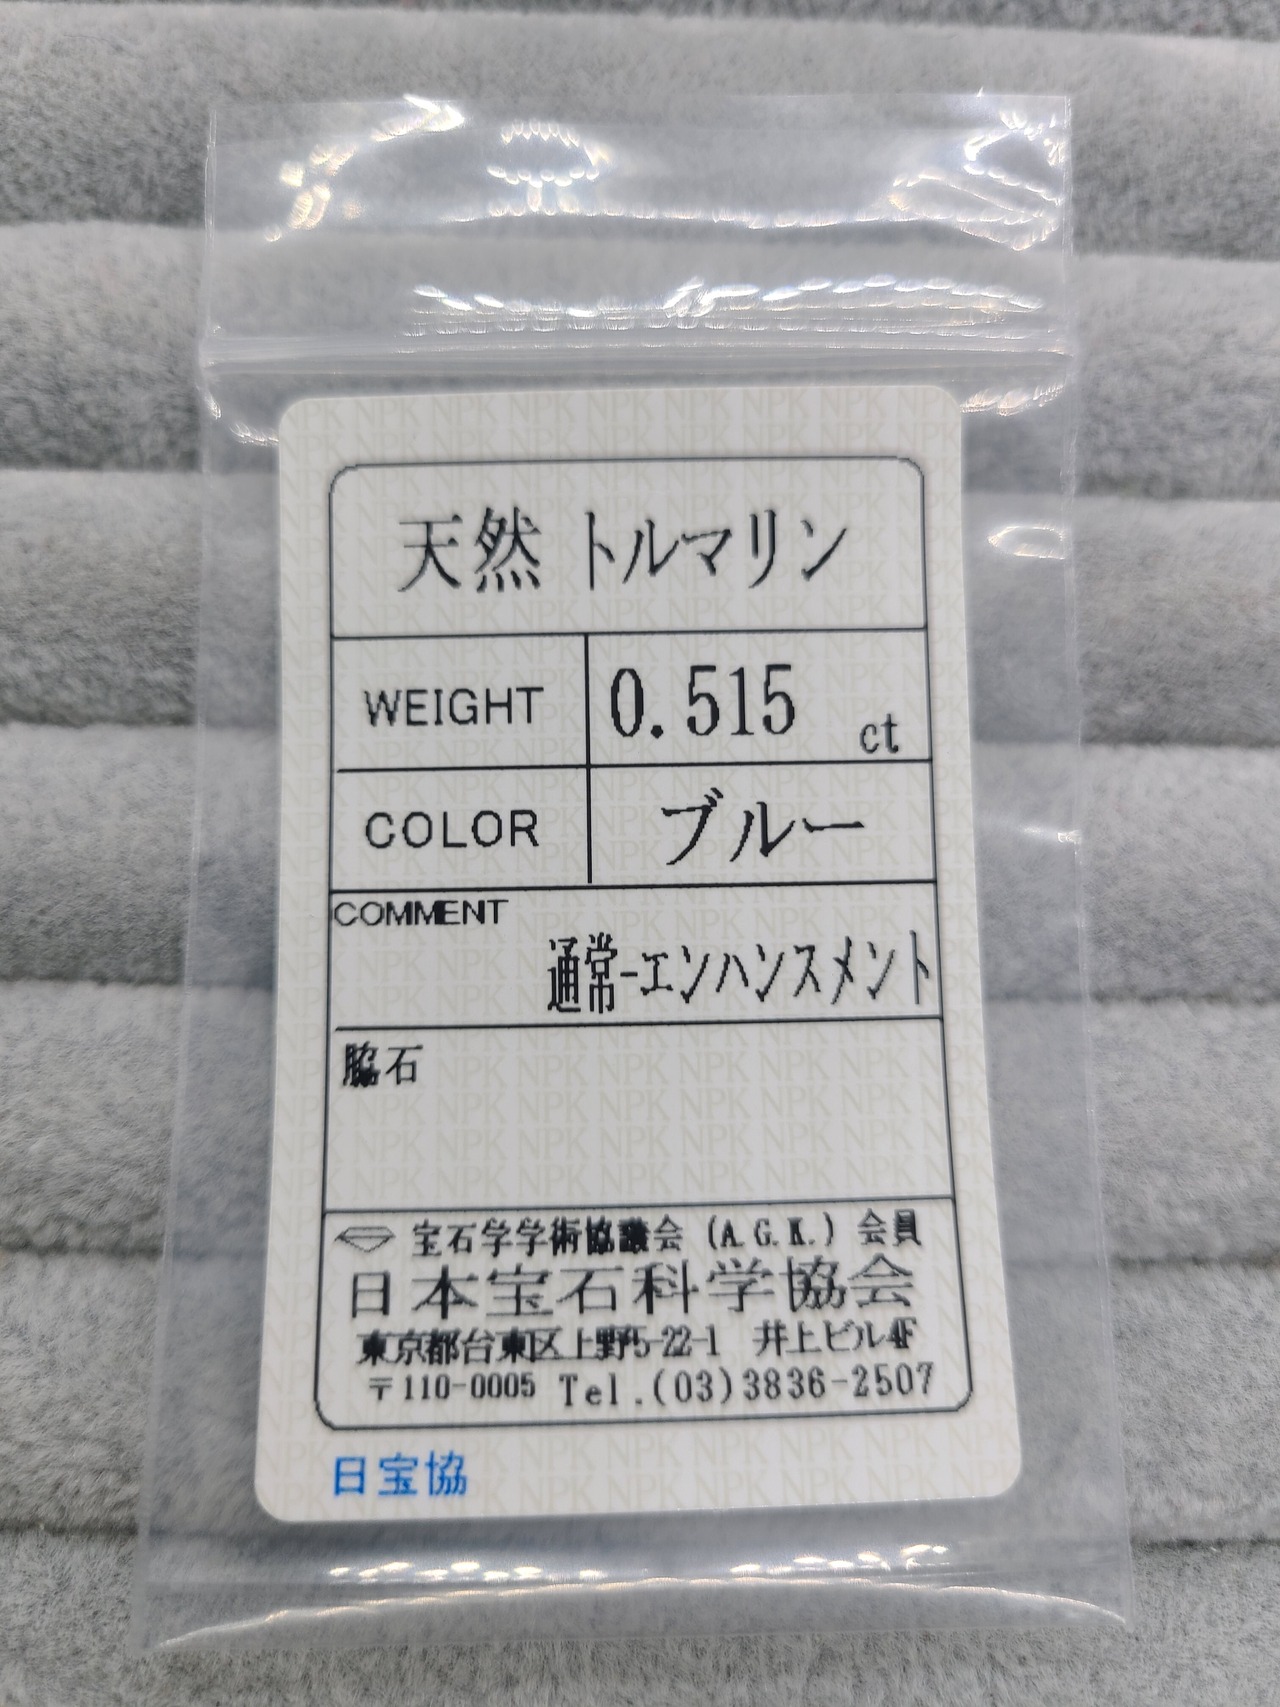 天然 トルマリン
WEIGHT 0.515 ct
COLOR ブルー
COMMENT
通常-エンハンスメント
脇石
宝石学学術協議会 (A.G.K.) 会員
日本宝石科学協会
東京都台東区上野5-22-1 井上ビル4F
〒110-0005 Tel.(03)3836-2507
日宝協